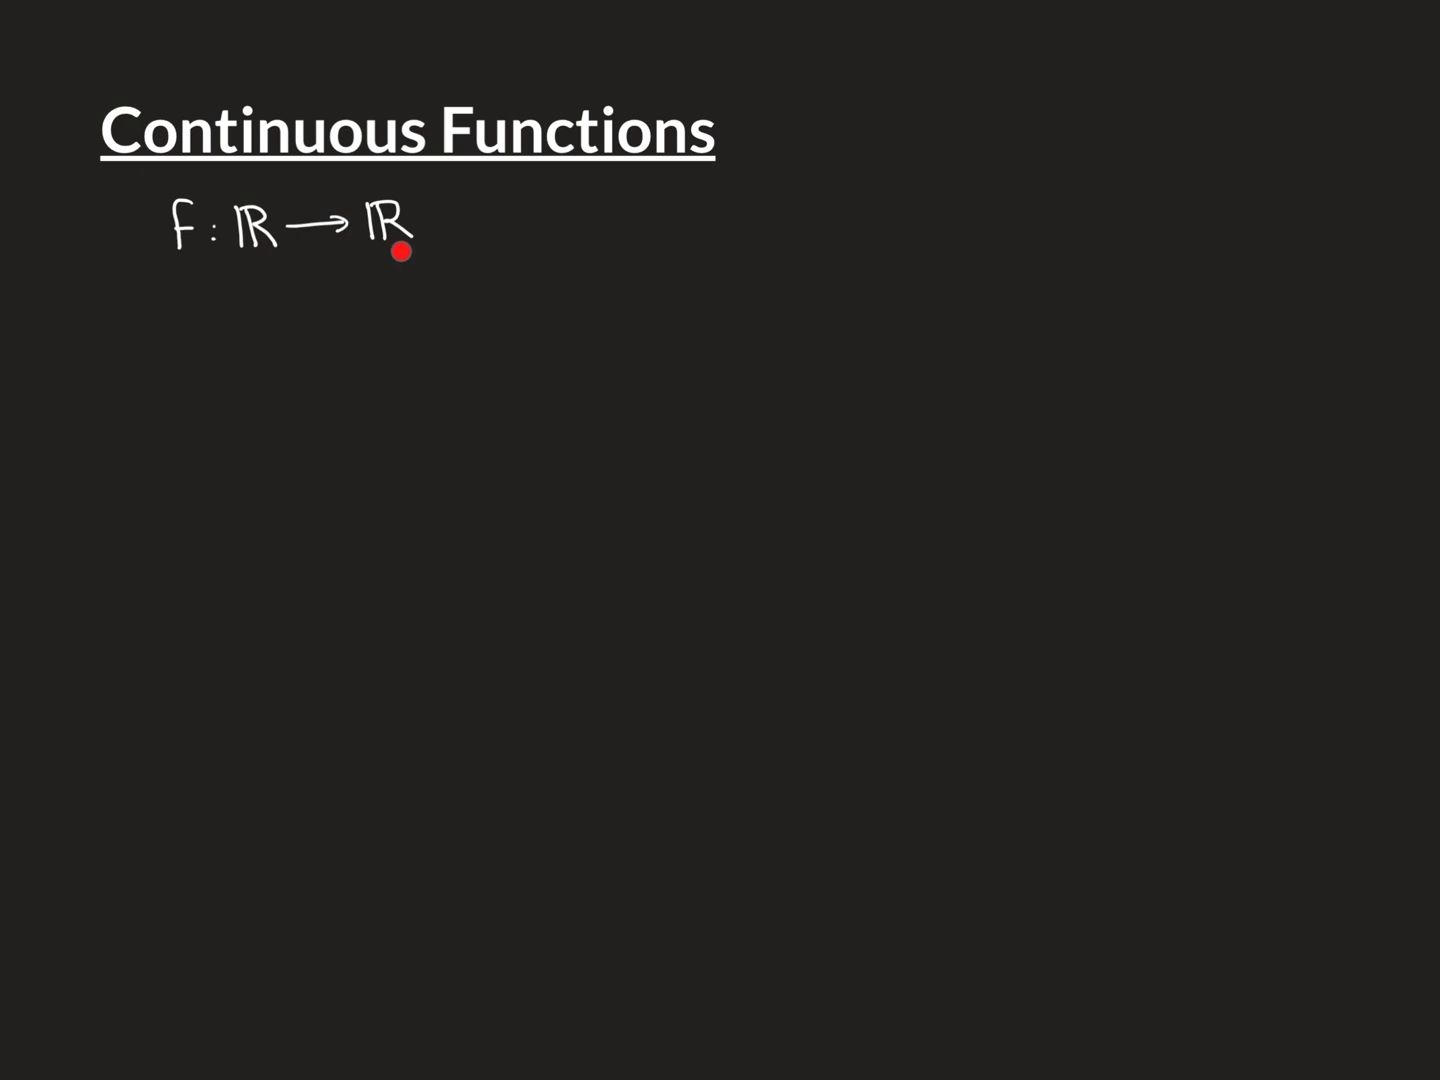 Continuous Functions
f : ℝ ⟶ ℝ